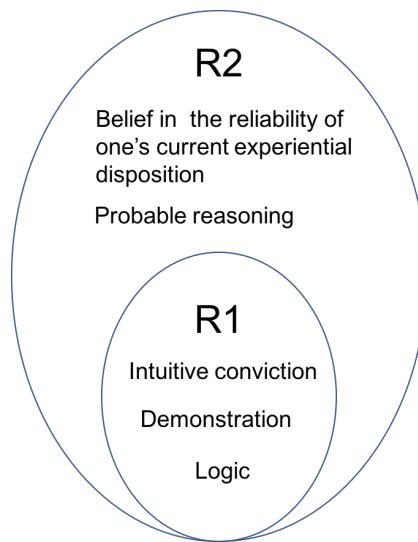 R2
Belief in the reliability of
one's current experiential
disposition
Probable reasoning
R1
Intuitive conviction
Demonstration
Logic